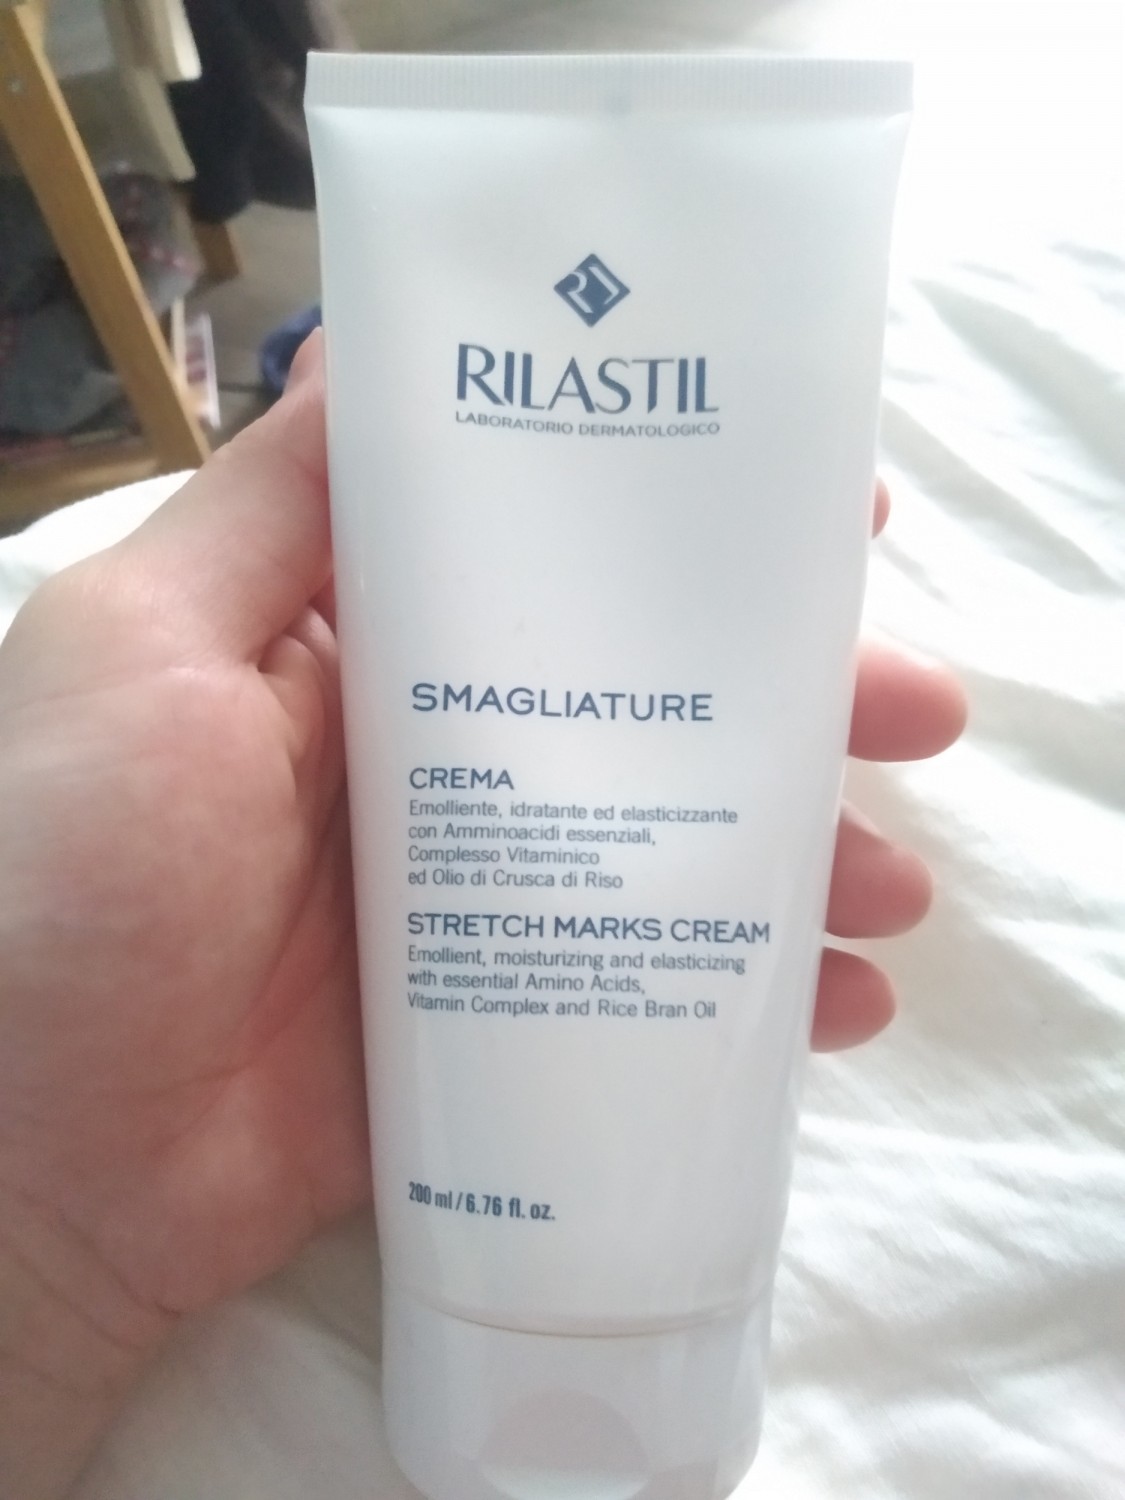 RILASTIL
LABORATORIO DERMATOLOGICO
SMAGLIATURE
CREMA
Emolliente, idratante ed elasticizzante
con Amminoacidi essenziali,
Complesso Vitaminico
ed Olio di Crusca di Riso
STRETCH MARKS CREAM
Emollient, moisturizing and elasticizing
with essential Amino Acids,
Vitamin Complex and Rice Bran Oil
200 ml / 6.76 fl. oz.